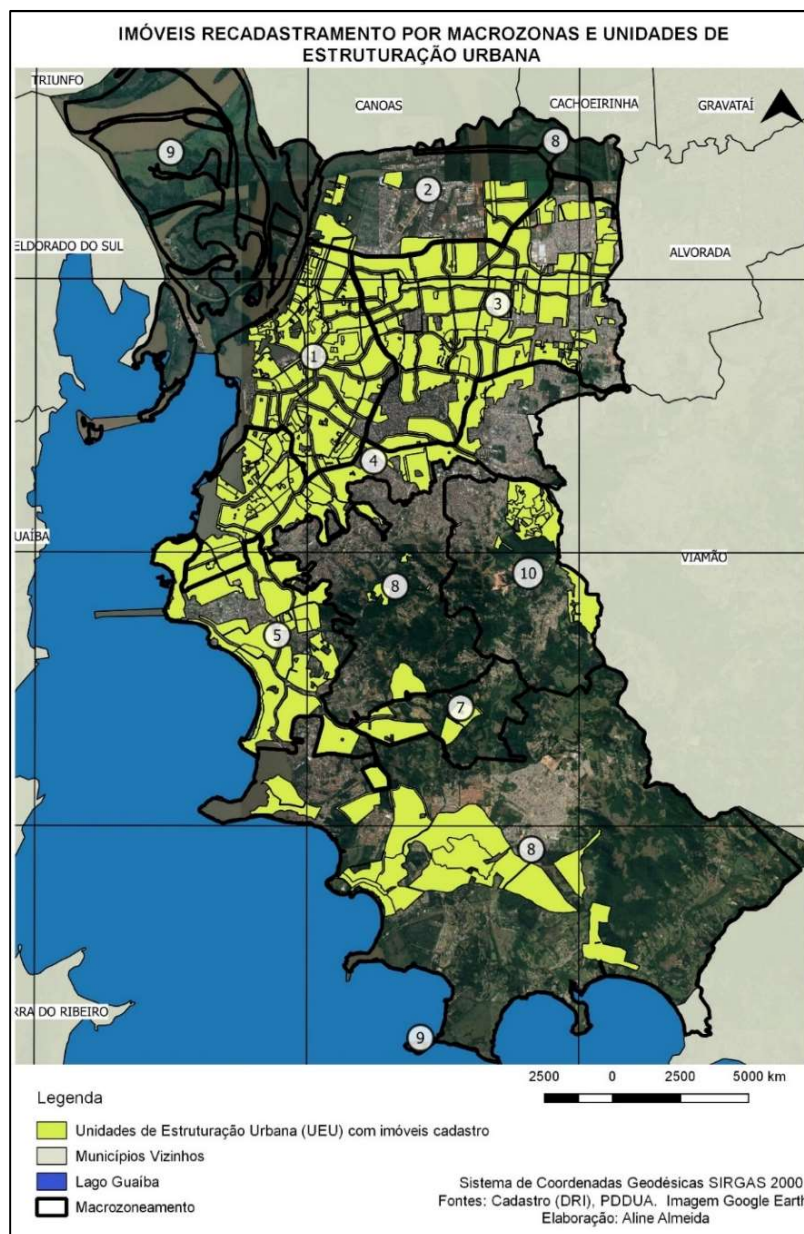 IMÓVEIS RECADASTRAMENTO POR MACROZONAS E UNIDADES DE
ESTRUTURAÇÃO URBANA
TRIUNFO
CANOAS
CACHOEIRINHA
GRAVATAÍ
9
8
2
ELDORADO DO SUL
ALVORADA
3
1
4
UAÍBA
VIAMÃO
10
8
5
7
8
RRA DO RIBEIRO
9
2500 0 2500 5000 km
Legenda
Unidades de Estruturação Urbana (UEU) com imóveis cadastro
Municípios Vizinhos
Lago Guaíba
Macrozoneamento
Sistema de Coordenadas Geodésicas SIRGAS 2000
Fontes: Cadastro (DRI), PDDUA. Imagem Google Earth
Elaboração: Aline Almeida